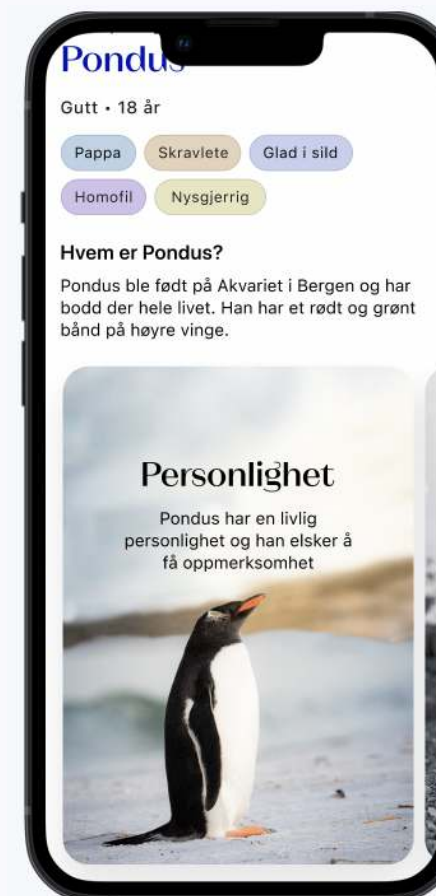 Pondus
Gutt • 18 år
Pappa Skravlete Glad i sild
Homofil Nysgjerrig
Hvem er Pondus?
Pondus ble født på Akvariet i Bergen og har
bodd der hele livet. Han har et rødt og grønt
bånd på høyre vinge.
Personlighet
Pondus har en livlig
personlighet og han elsker å
få oppmerksomhet